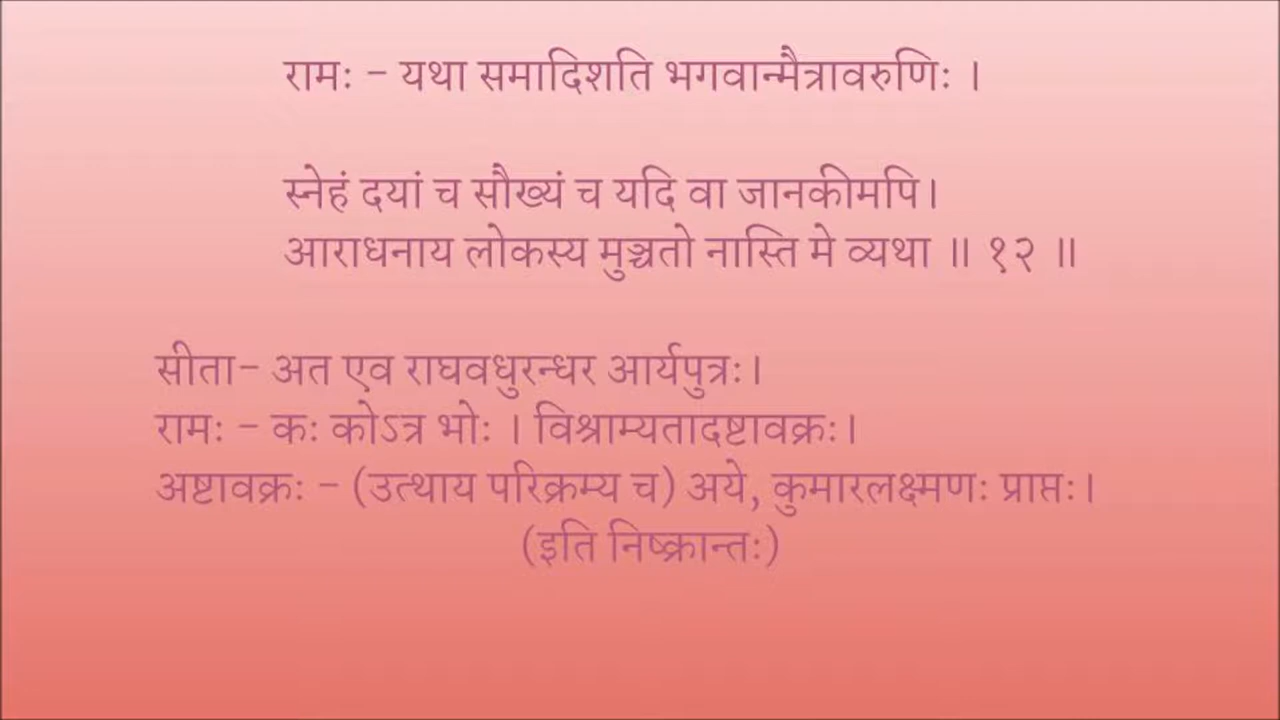 रामः - यथा समादिशति भगवान्मैत्रावरुणिः ।
स्नेहं दयां च सौख्यं च यदि वा जानकीमपि।
आराधनाय लोकस्य मुञ्चतो नास्ति मे व्यथा ॥ १२ ॥
सीता- अत एव राघवधुरन्धर आर्यपुत्रः।
रामः - कः कोऽत्र भोः । विश्राम्यतादष्टावक्रः।
अष्टावक्रः - (उत्थाय परिक्रम्य च) अये, कुमारलक्ष्मणः प्राप्तः।
(इति निष्क्रान्तः)